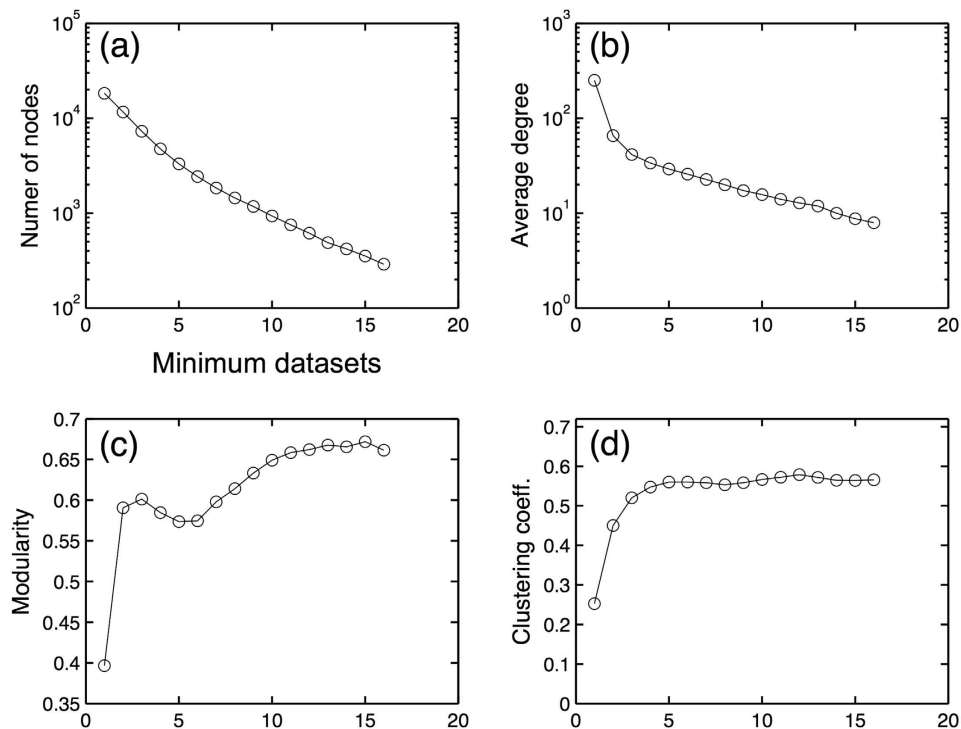 (a)
Numer of nodes
10^5
10^4
10^3
10^2
0 5 10 15 20
Minimum datasets
(b)
Average degree
10^3
10^2
10^1
10^0
0 5 10 15 20
(c)
Modularity
0.7
0.65
0.6
0.55
0.5
0.45
0.4
0.35
0 5 10 15 20
(d)
Clustering coeff.
0.7
0.6
0.5
0.4
0.3
0.2
0.1
0
0 5 10 15 20